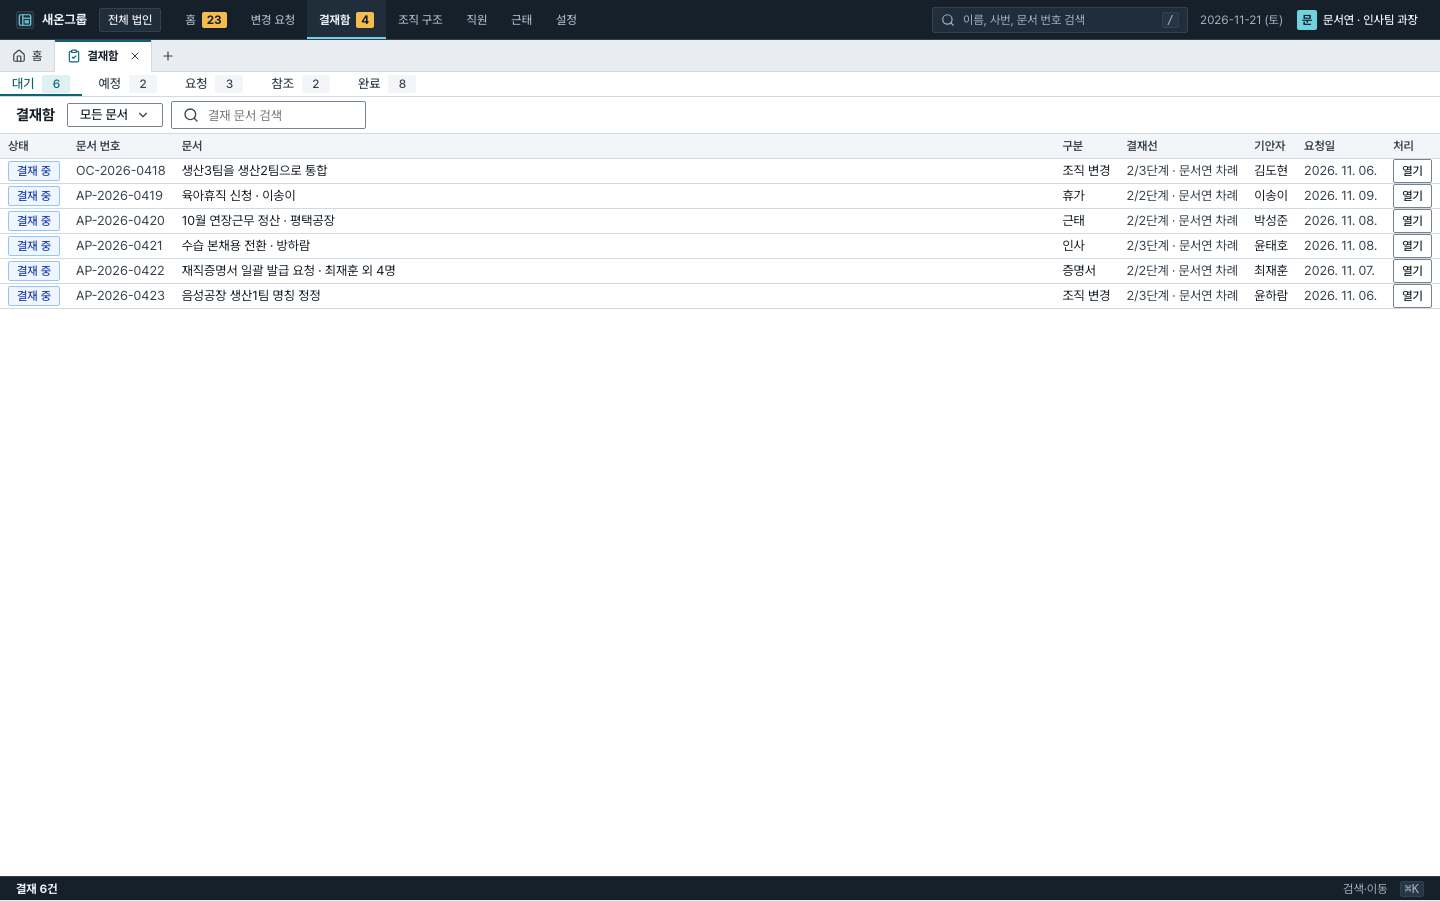 새온그룹 전체 법인 홈 23 변경 요청 결재함 4 조직 구조 직원 근태 설정 이름, 사번, 문서 번호 검색 / 2026-11-21 (토) 문 문서연 · 인사팀 과장
홈 결재함
대기 6 예정 2 요청 3 참조 2 완료 8
결재함 모든 문서 결재 문서 검색
상태 문서 번호 문서 구분 결재선 기안자 요청일 처리
결재 중 OC-2026-0418 생산3팀을 생산2팀으로 통합 조직 변경 2/3단계 · 문서연 차례 김도현 2026. 11. 06. 열기
결재 중 AP-2026-0419 육아휴직 신청 · 이송이 휴가 2/2단계 · 문서연 차례 이송이 2026. 11. 09. 열기
결재 중 AP-2026-0420 10월 연장근무 정산 · 평택공장 근태 2/2단계 · 문서연 차례 박성준 2026. 11. 08. 열기
결재 중 AP-2026-0421 수습 본채용 전환 · 방하람 인사 2/3단계 · 문서연 차례 윤태호 2026. 11. 08. 열기
결재 중 AP-2026-0422 재직증명서 일괄 발급 요청 · 최재훈 외 4명 증명서 2/2단계 · 문서연 차례 최재훈 2026. 11. 07. 열기
결재 중 AP-2026-0423 음성공장 생산1팀 명칭 정정 조직 변경 2/3단계 · 문서연 차례 윤하람 2026. 11. 06. 열기
결재 6건 검색·이동 ⌘K